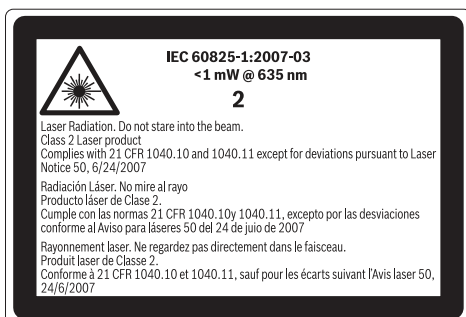 IEC 60825-1:2007-03
<1 mW @ 635 nm
2
Laser Radiation. Do not stare into the beam.
Class 2 Laser product
Complies with 21 CFR 1040.10 and 1040.11 except for deviations pursuant to Laser
Notice 50, 6/24/2007
Radiación Láser. No mire al rayo
Producto láser de Clase 2.
Cumple con las normas 21 CFR 1040.10y 1040.11, excepto por las desviaciones
conforme al Aviso para láseres 50 del 24 de juio de 2007
Rayonnement laser. Ne regardez pas directement dans le faisceau.
Produit laser de Classe 2.
Conforme à 21 CFR 1040.10 et 1040.11, sauf pour les écarts suivant l'Avis laser 50,
24/6/2007